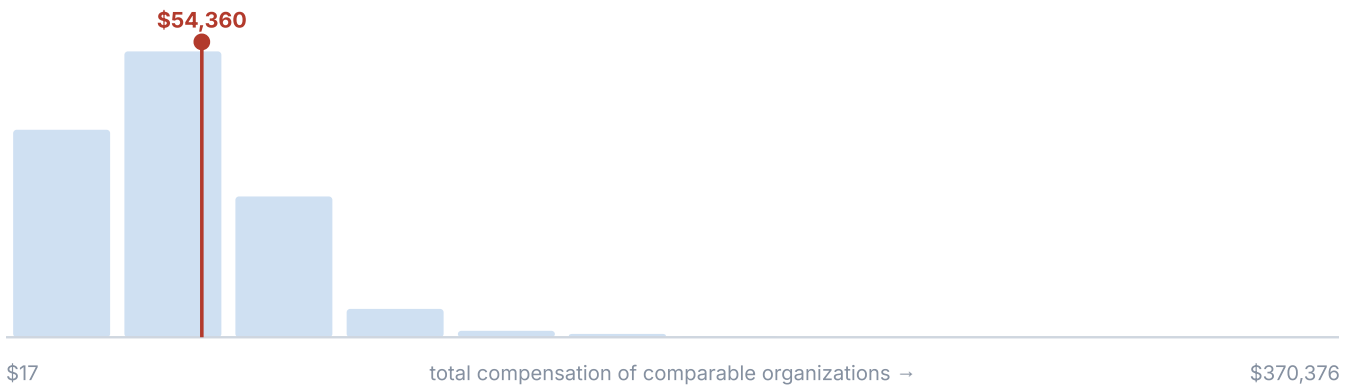 $54,360
$17 total compensation of comparable organizations → $370,376